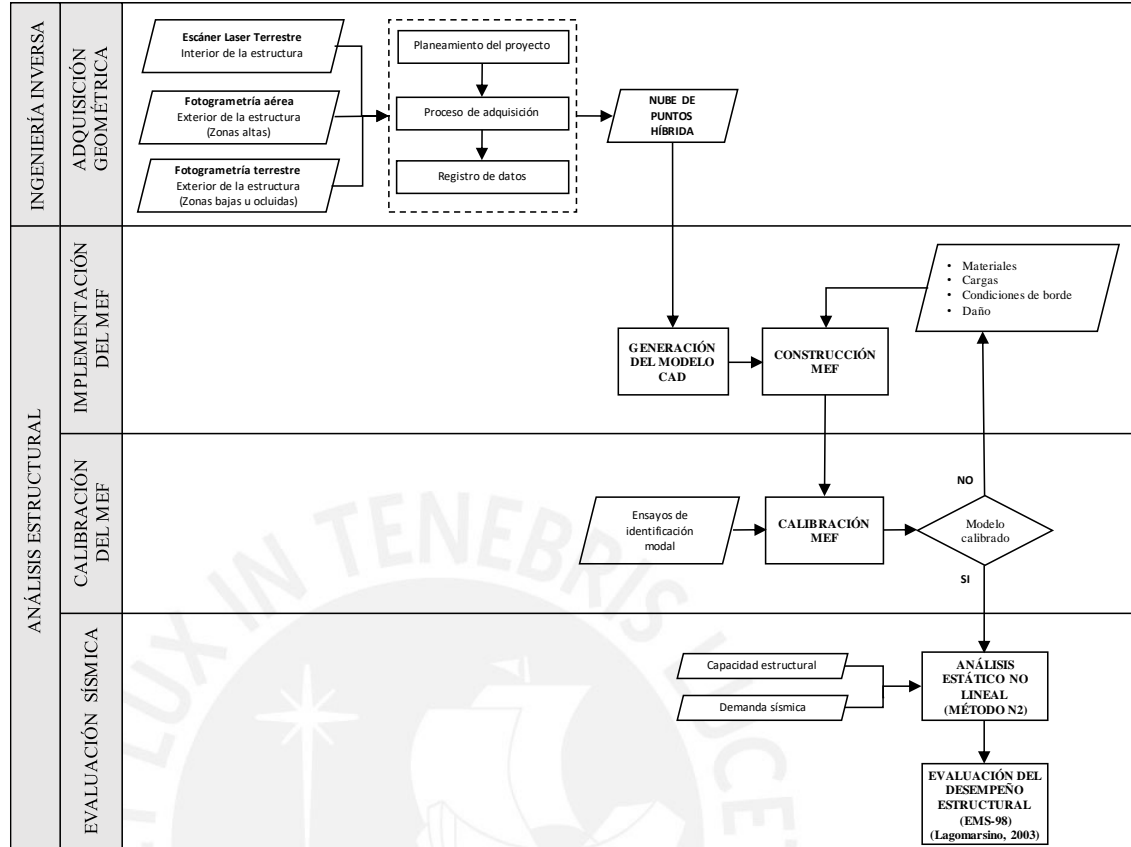 INGENIERÍA INVERSA
ADQUISICIÓN
GEOMÉTRICA
Escáner Laser Terrestre
Interior de la estructura
Fotogrametría aérea
Exterior de la estructura
(Zonas altas)
Fotogrametría terrestre
Exterior de la estructura
(Zonas bajas u ocluidas)
Planeamiento del proyecto
Proceso de adquisición
Registro de datos
NUBE DE
PUNTOS
HÍBRIDA
ANÁLISIS ESTRUCTURAL
IMPLEMENTACIÓN
DEL MEF
GENERACIÓN
DEL MODELO
CAD
CONSTRUCCIÓN
MEF
• Materiales
• Cargas
• Condiciones de borde
• Daño
CALIBRACIÓN
DEL MEF
Ensayos de
identificación
modal
CALIBRACIÓN
MEF
NO
Modelo
calibrado
SI
EVALUACIÓN SÍSMICA
Capacidad estructural
Demanda sísmica
ANÁLISIS
ESTÁTICO NO
LINEAL
(MÉTODO N2)
EVALUACIÓN DEL
DESEMPEÑO
ESTRUCTURAL
(EMS-98)
(Lagomarsino, 2003)
ET LUX IN TENEBRIS LUCET